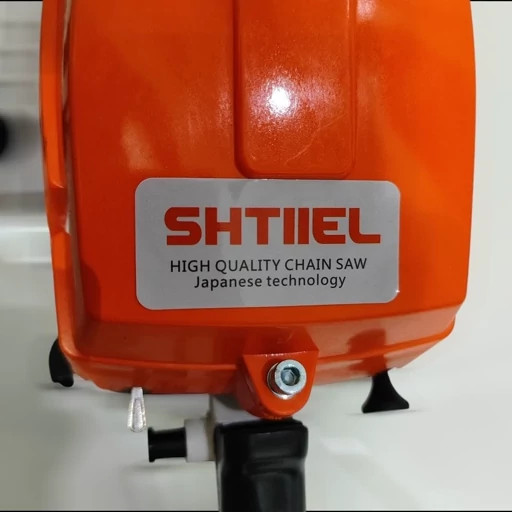 SHTIIEL
HIGH QUALITY CHAIN SAW
Japanese technology